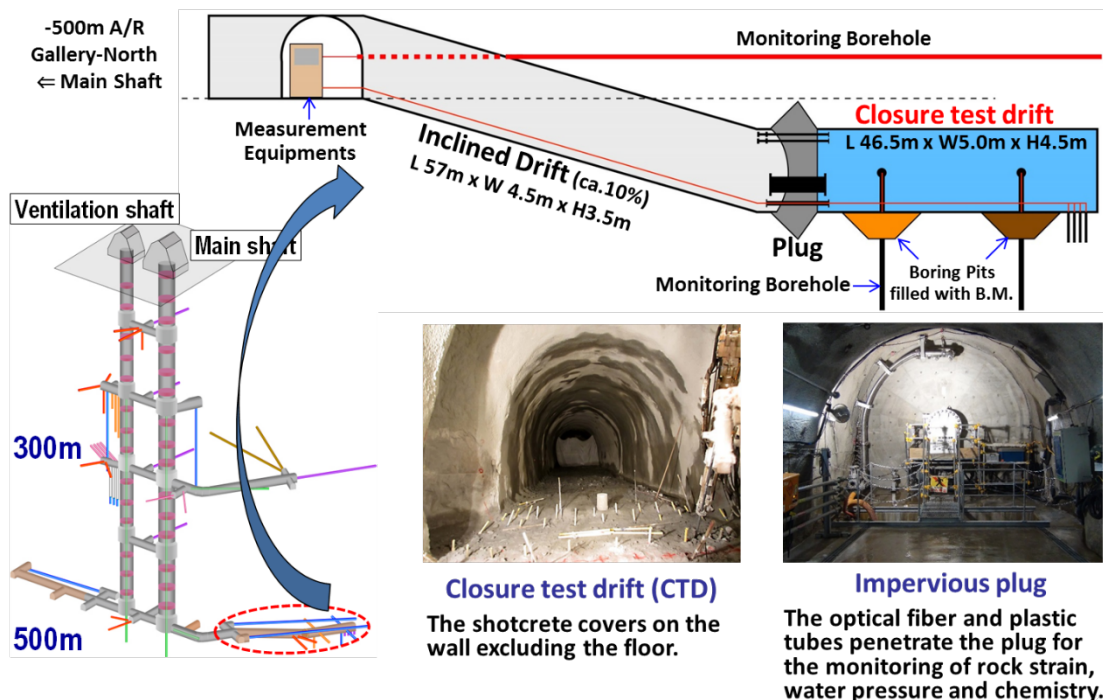 -500m A/R
Gallery-North
⇐ Main Shaft
Monitoring Borehole
Measurement
Equipments
Inclined Drift (ca.10%)
L 57m x W 4.5m x H3.5m
Closure test drift
L 46.5m x W5.0m x H4.5m
Plug
Monitoring Borehole
Boring Pits
filled with B.M.
Ventilation shaft
Main shaft
300m
500m
Closure test drift (CTD)
The shotcrete covers on the
wall excluding the floor.
Impervious plug
The optical fiber and plastic
tubes penetrate the plug for
the monitoring of rock strain,
water pressure and chemistry.